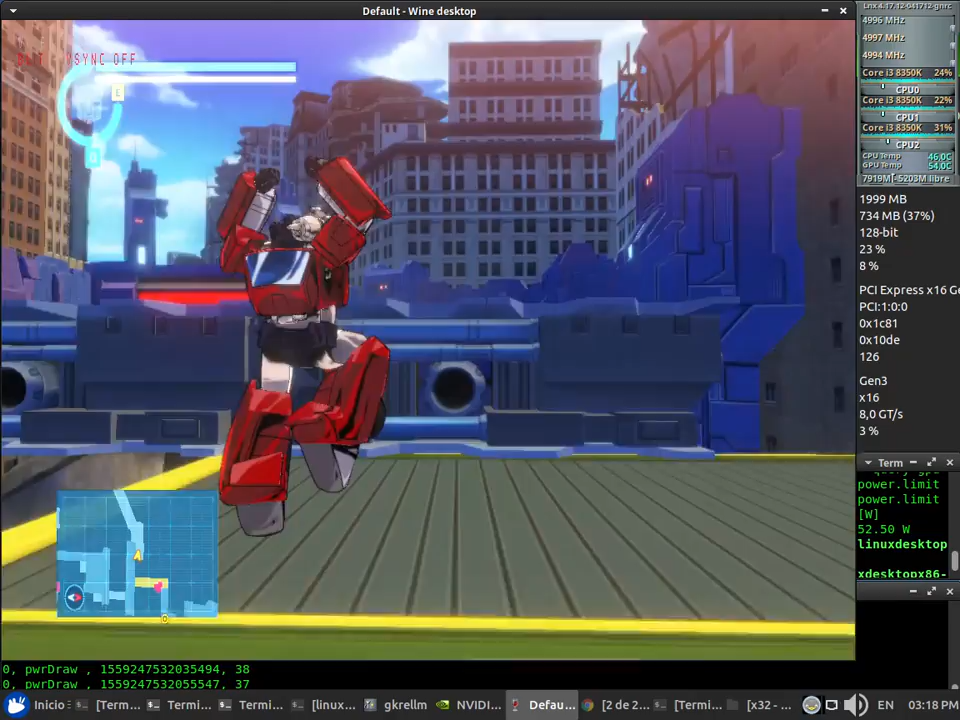 Default - Wine desktop
VSYNC OFF
E
Lnx 4.17.12-041712-gnrc
4996 MHz
4997 MHz
4994 MHz
Core i3 8350K 24%
CPU0
Core i3 8350K 22%
CPU1
Core i3 8350K 31%
CPU2
CPU Temp 46,0C
GPU Temp 54,0C
7919M - 5203M libre
1999 MB
734 MB (37%)
128-bit
23 %
8 %
PCI Express x16 Ge
PCI:1:0:0
0x1c81
0x10de
126
Gen3
x16
8,0 GT/s
3 %
Term
power.limit
power.limit
[W]
52.50 W
linuxdesktop
xdesktopx86-
0, pwrDraw , 1559247532035494, 38
0, pwrDraw , 1559247532055547, 37
Inicio [Term... Termi... Termi... [linux... gkrellm NVIDI... Defau... [2 de 2... [Termi... [x32 - ... EN 03:18 PM